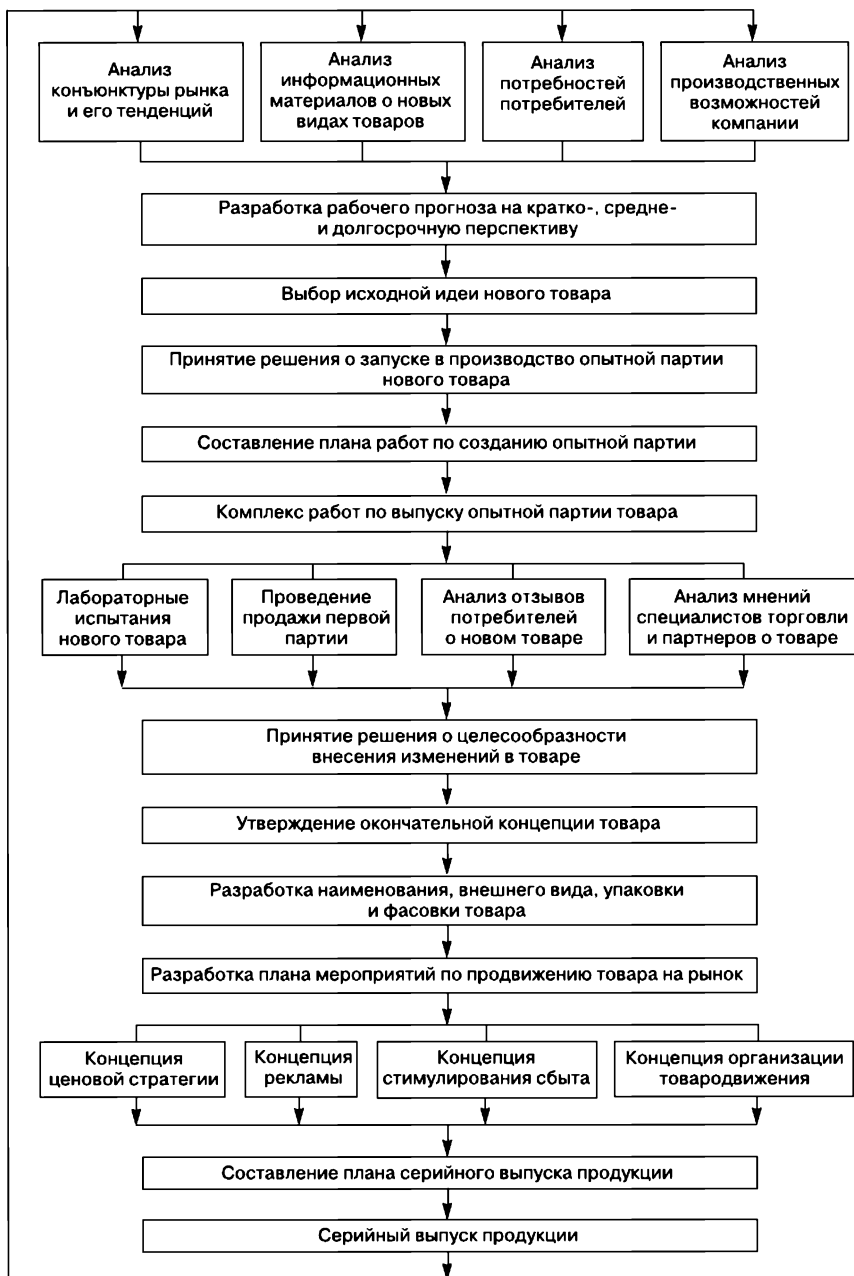 Анализ
конъюнктуры рынка
и его тенденций
Анализ
информационных
материалов о новых
видах товаров
Анализ
потребностей
потребителей
Анализ
производственных
возможностей
компании
Разработка рабочего прогноза на кратко-, средне-
и долгосрочную перспективу
Выбор исходной идеи нового товара
Принятие решения о запуске в производство опытной партии
нового товара
Составление плана работ по созданию опытной партии
Комплекс работ по выпуску опытной партии товара
Лабораторные
испытания
нового товара
Проведение
продажи первой
партии
Анализ отзывов
потребителей
о новом товаре
Анализ мнений
специалистов торговли
и партнеров о товаре
Принятие решения о целесообразности
внесения изменений в товаре
Утверждение окончательной концепции товара
Разработка наименования, внешнего вида, упаковки
и фасовки товара
Разработка плана мероприятий по продвижению товара на рынок
Концепция
ценовой стратегии
Концепция
рекламы
Концепция
стимулирования сбыта
Концепция организации
товародвижения
Составление плана серийного выпуска продукции
Серийный выпуск продукции